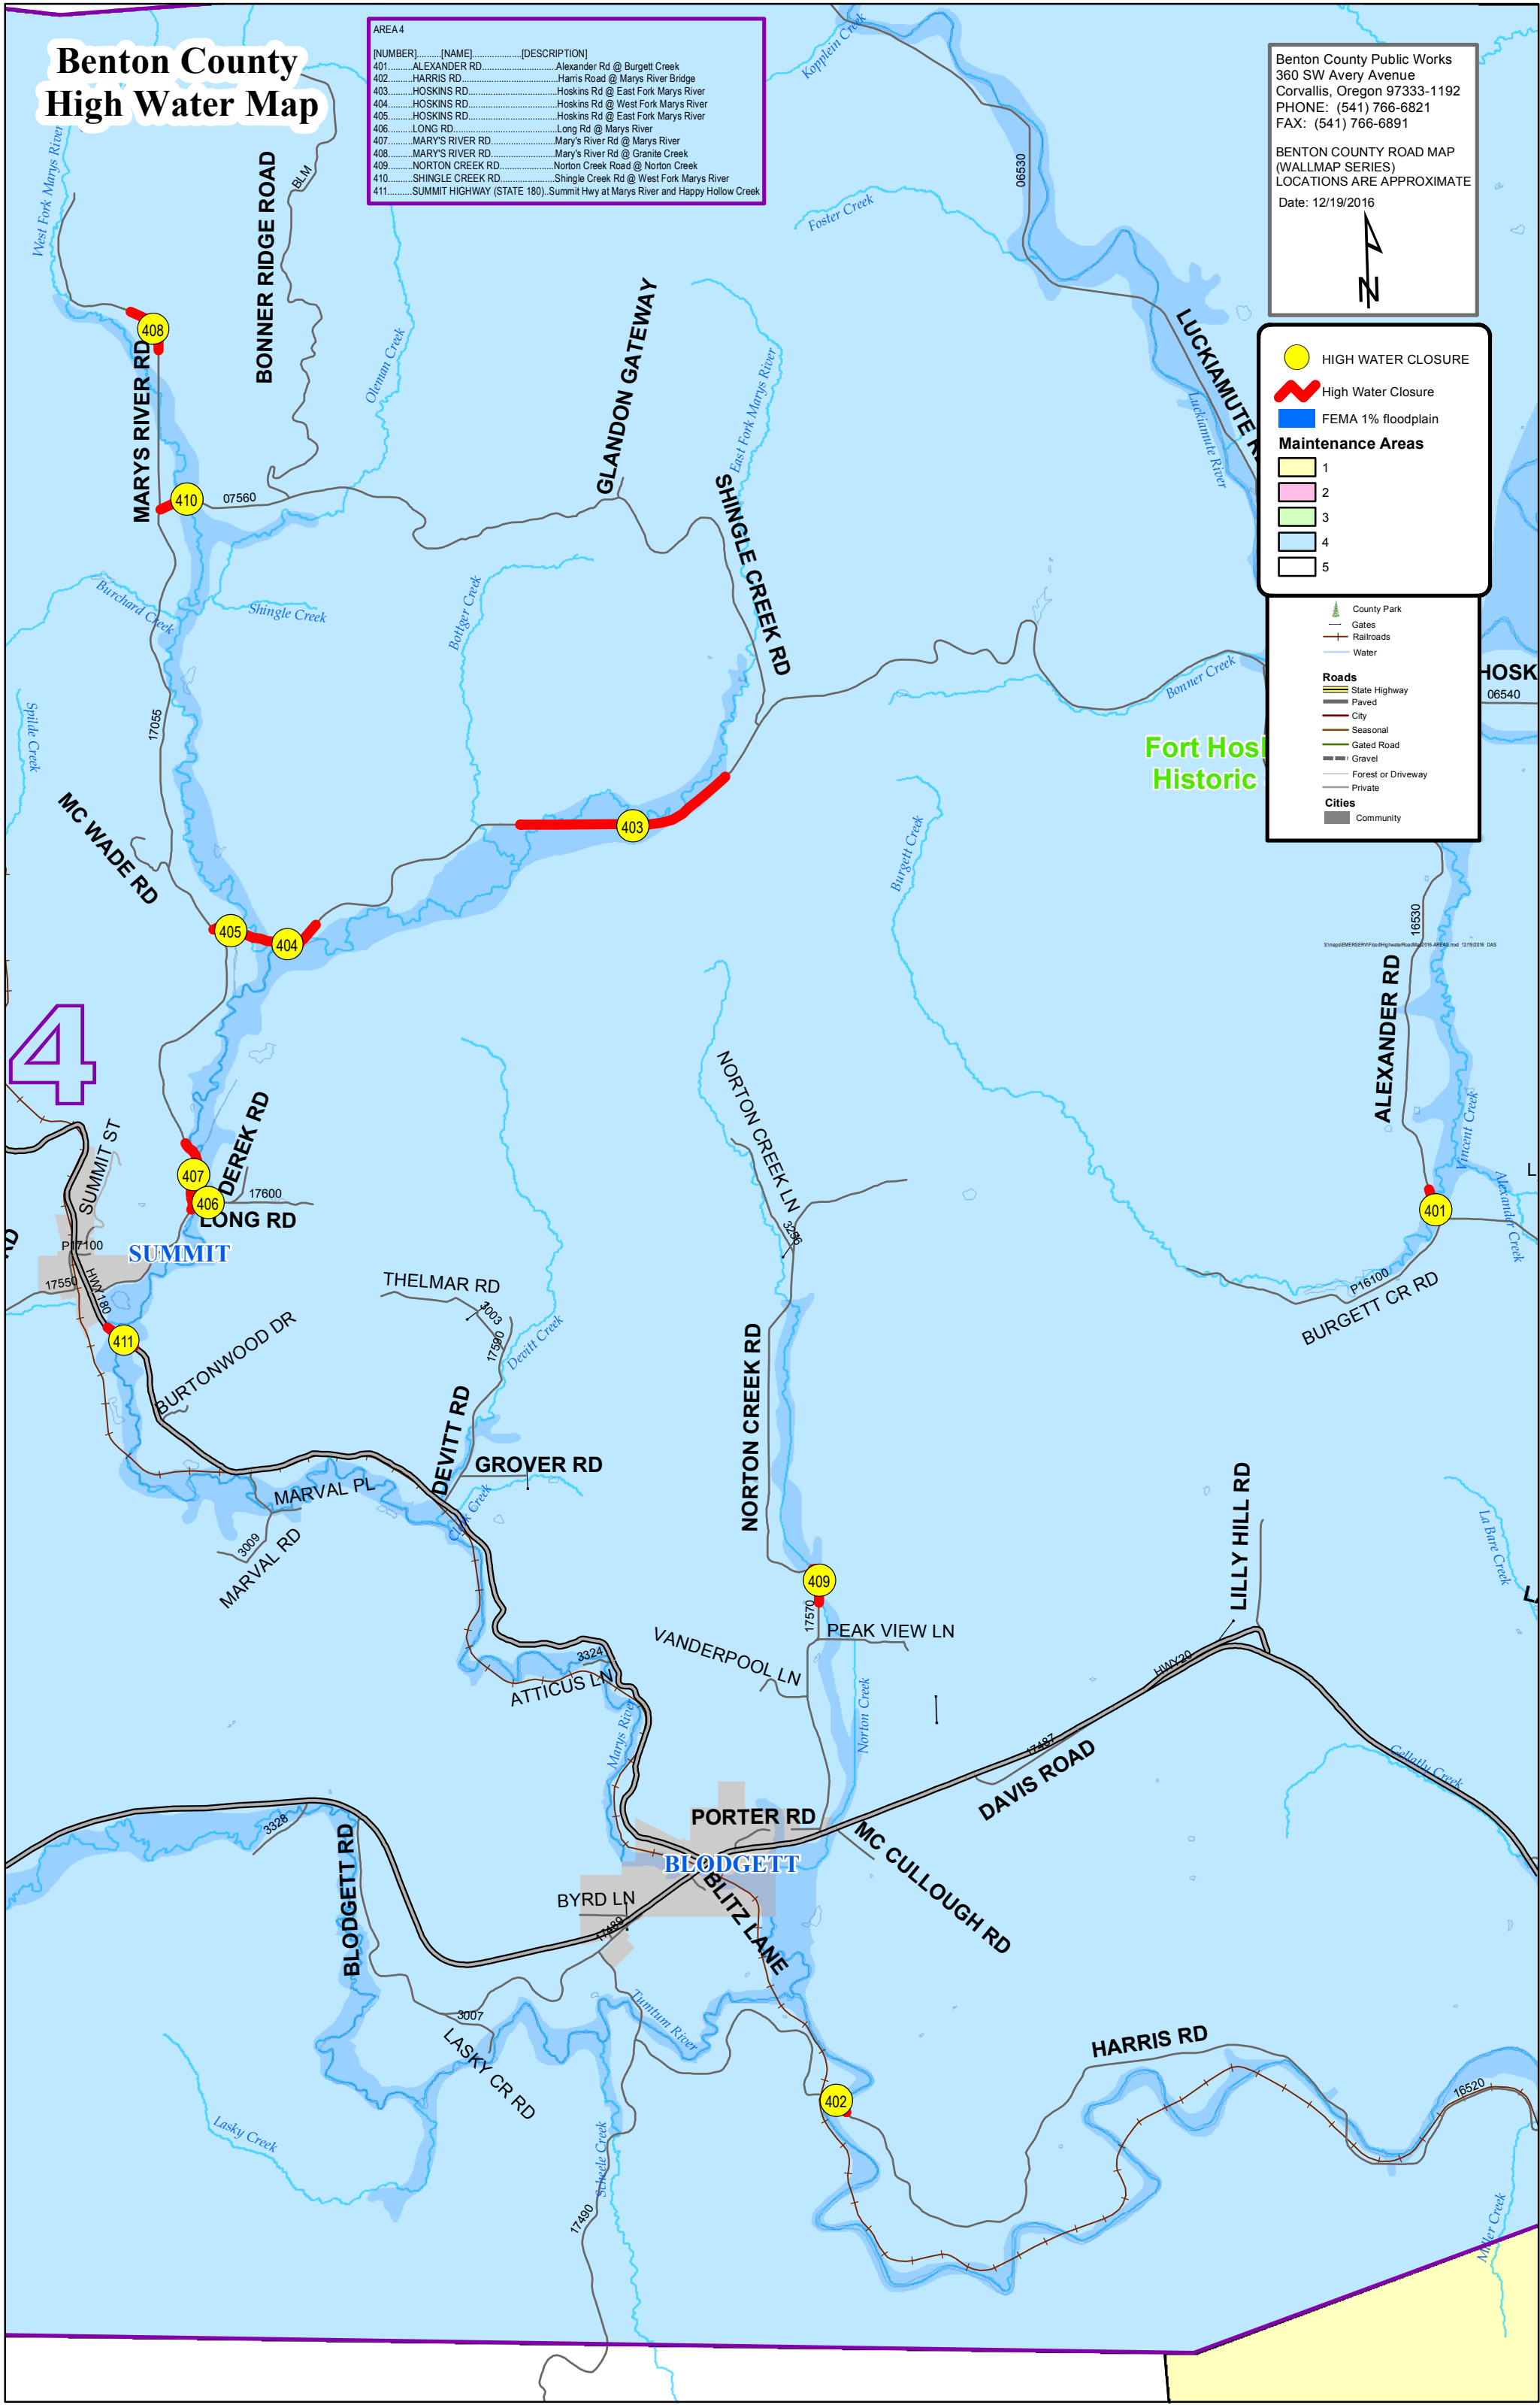 Benton County
High Water Map
AREA 4
[NUMBER]..........[NAME]....................[DESCRIPTION]
401.........ALEXANDER RD..............................Alexander Rd @ Burgett Creek
402.........HARRIS RD.......................................Harris Road @ Marys River Bridge
403.........HOSKINS RD....................................Hoskins Rd @ East Fork Marys River
404.........HOSKINS RD....................................Hoskins Rd @ West Fork Marys River
405.........HOSKINS RD....................................Hoskins Rd @ East Fork Marys River
406.........LONG RD..........................................Long Rd @ Marys River
407.........MARY'S RIVER RD..........................Mary's River Rd @ Marys River
408.........MARY'S RIVER RD..........................Mary's River Rd @ Granite Creek
409.........NORTON CREEK RD......................Norton Creek Road @ Norton Creek
410.........SHINGLE CREEK RD......................Shingle Creek Rd @ West Fork Marys River
411.........SUMMIT HIGHWAY (STATE 180)..Summit Hwy at Marys River and Happy Hollow Creek
Benton County Public Works
360 SW Avery Avenue
Corvallis, Oregon 97333-1192
PHONE: (541) 766-6821
FAX: (541) 766-6891
BENTON COUNTY ROAD MAP
(WALLMAP SERIES)
LOCATIONS ARE APPROXIMATE
Date: 12/19/2016
N
HIGH WATER CLOSURE
High Water Closure
FEMA 1% floodplain
Maintenance Areas
1
2
3
4
5
County Park
Gates
Railroads
Water
Roads
State Highway
Paved
City
Seasonal
Gated Road
Gravel
Forest or Driveway
Private
Cities
Community
Kopplein Creek
West Fork Marys River
BONNER RIDGE ROAD
BLM
06530
Foster Creek
408
MARYS RIVER RD
Oleman Creek
GLANDON GATEWAY
East Fork Marys River
LUCKIAMUTE R
Luckiamute River
410
07560
SHINGLE CREEK RD
Burchard Creek
Shingle Creek
Bottger Creek
Bonner Creek
HOSK
06540
Spilde Creek
17055
Fort Hos
Historic
MC WADE RD
403
Burgett Creek
405
404
16530
ALEXANDER RD
4
NORTON CREEK LN
DEREK RD
SUMMIT ST
Vincent Creek
Alexander Creek
L
407
406
17600
LONG RD
3296
401
RD
P17100
SUMMIT
17550
HWY180
THELMAR RD
3003
17590
Devitt Creek
P16100
BURGETT CR RD
411
BURTONWOOD DR
NORTON CREEK RD
DEVITT RD
GROVER RD
MARVAL PL
Clark Creek
3009
MARVAL RD
LILLY HILL RD
La Bare Creek
409
17570
PEAK VIEW LN
VANDERPOOL LN
3324
ATTICUS LN
HWY20
Marys River
Norton Creek
17487
DAVIS ROAD
Gellatly Creek
PORTER RD
MC CULLOUGH RD
3328
BLODGETT RD
BLODGETT
BYRD LN
17489
BLITZ LANE
3007
LASKY CR RD
Tumtum River
HARRIS RD
402
16520
Lasky Creek
Scheele Creek
17490
Miller Creek